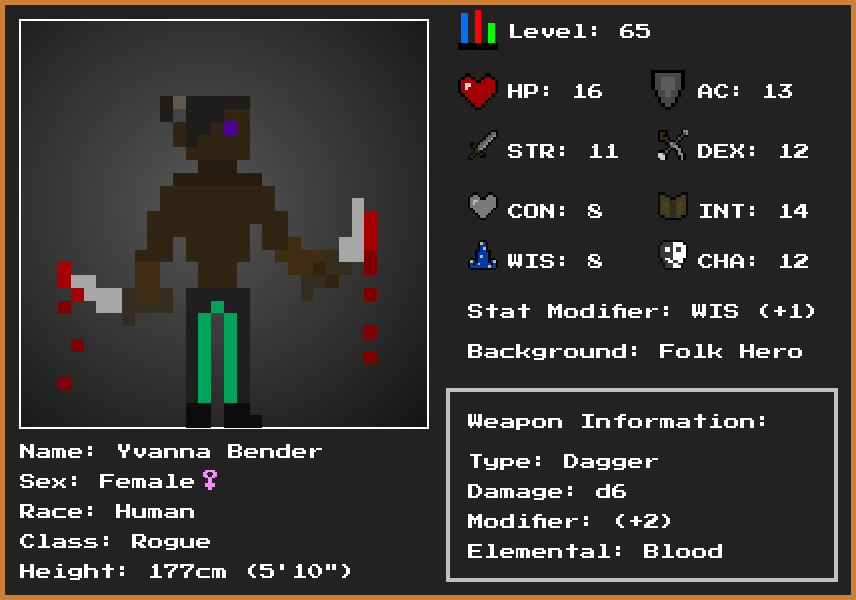 Level: 65
HP: 16
AC: 13
STR: 11
DEX: 12
CON: 8
INT: 14
WIS: 8
CHA: 12
Stat Modifier: WIS (+1)
Background: Folk Hero
Weapon Information:
Type: Dagger
Damage: d6
Modifier: (+2)
Elemental: Blood
Name: Yvanna Bender
Sex: Female♀
Race: Human
Class: Rogue
Height: 177cm (5'10")